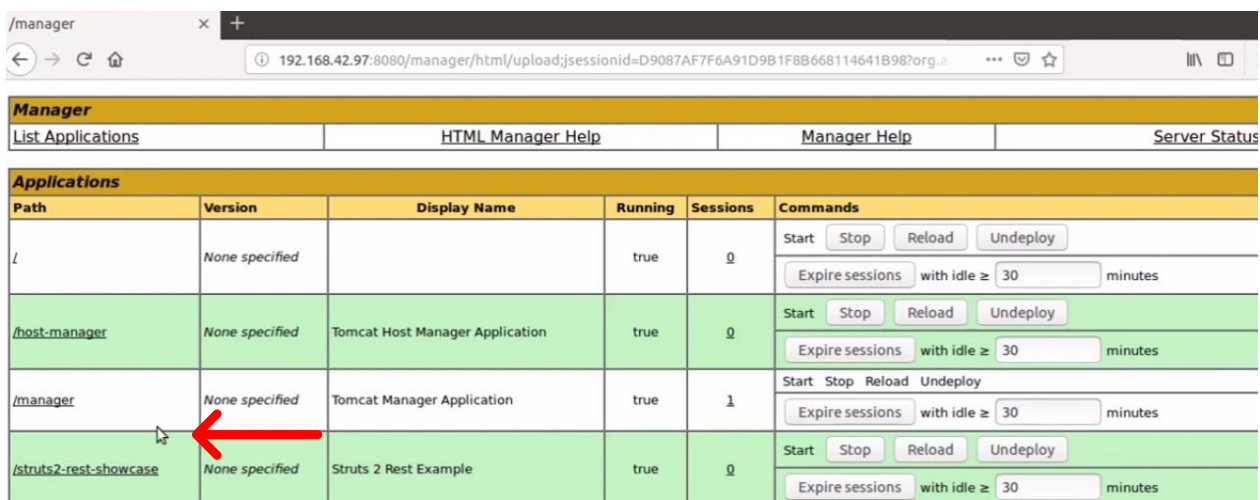 /manager × +
192.168.42.97:8080/manager/html/upload;jsessionid=D9087AF7F6A91D9B1F8B668114641B98?org.a
Manager
List Applications HTML Manager Help Manager Help Server Status
Applications
Path Version Display Name Running Sessions Commands
/ None specified true 0
Start Stop Reload Undeploy
Expire sessions with idle ≥ 30 minutes
/host-manager None specified Tomcat Host Manager Application true 0
Start Stop Reload Undeploy
Expire sessions with idle ≥ 30 minutes
/manager None specified Tomcat Manager Application true 1
Start Stop Reload Undeploy
Expire sessions with idle ≥ 30 minutes
/struts2-rest-showcase None specified Struts 2 Rest Example true 0
Start Stop Reload Undeploy
Expire sessions with idle ≥ 30 minutes